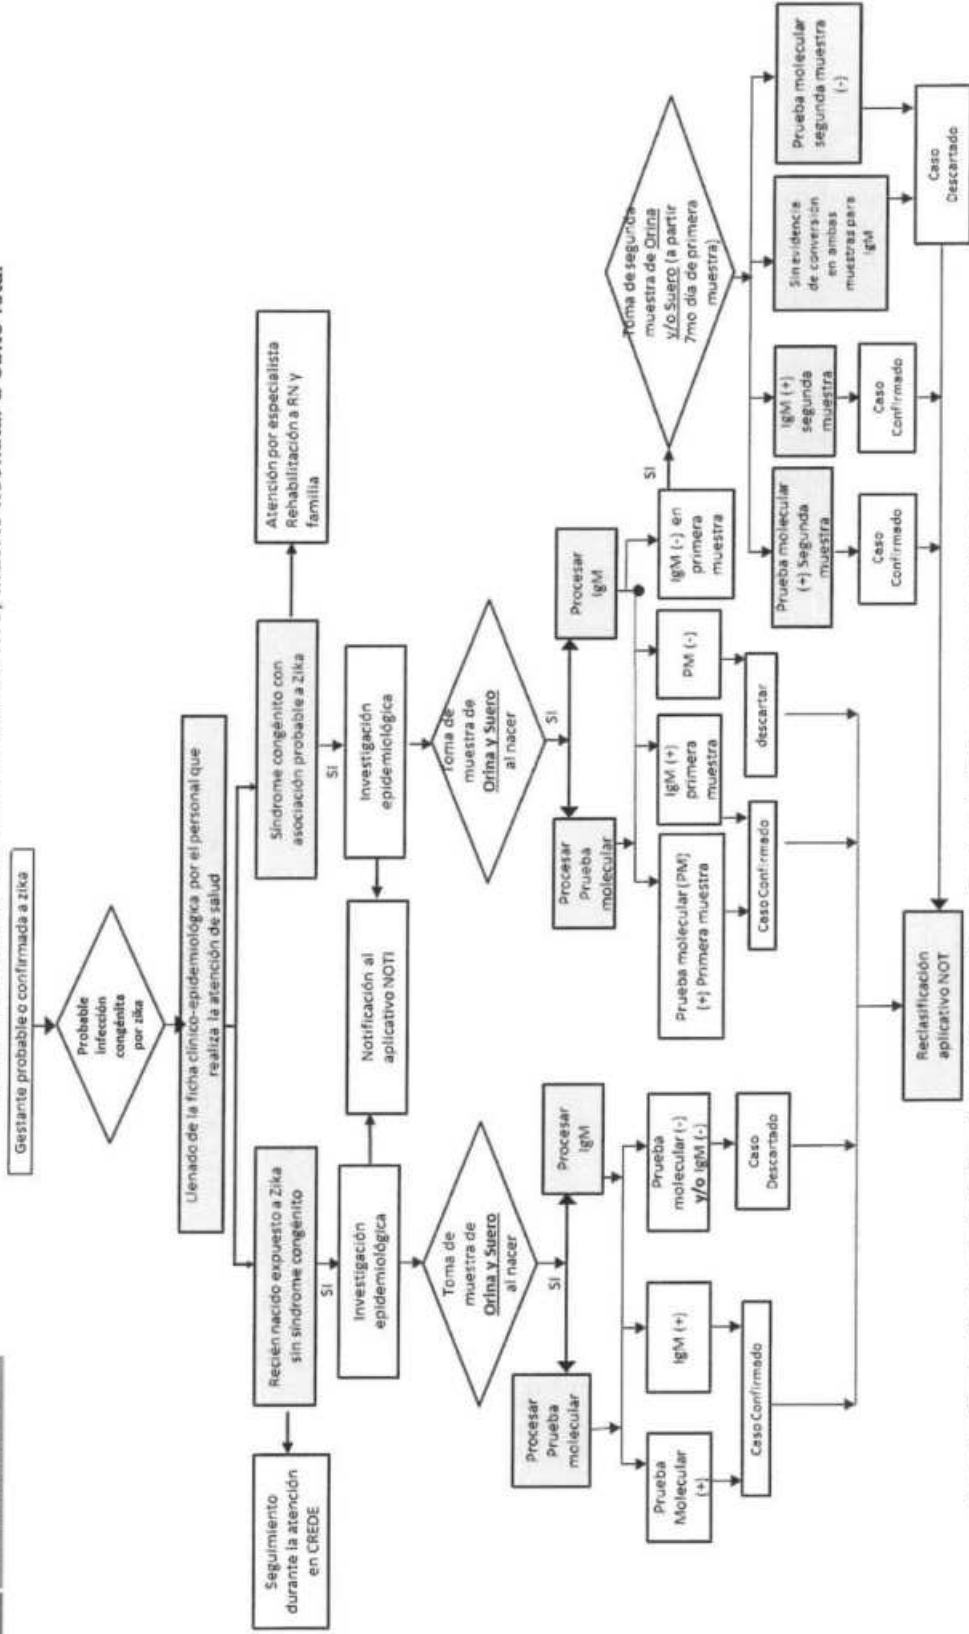 Gestante probable o confirmada a zika
Probable
infección
congénita
por zika
Llenado de la ficha clínico-epidemiológica por el personal que
realiza la atención de salud
Recién nacido expuesto a Zika
sin síndrome congénito
Síndrome congénito con
asociación probable a Zika
Seguimiento
durante la atención
en CREDE
Atención por especialista
Rehabilitación a RN y
familia
SI
SI
Investigación
epidemiológica
Notificación al
aplicativo NOTI
Investigación
epidemiológica
Toma de
muestra de
Orina y Suero
al nacer
Toma de
muestra de
Orina y Suero
al nacer
SI
SI
Procesar
Prueba
molecular
Procesar
IgM
Procesar
Prueba
molecular
Procesar
IgM
Prueba
Molecular
(+)
IgM (+)
Prueba
molecular (-)
y/o IgM (-)
Prueba molecular (PM)
(+) Primera muestra
IgM (+)
primera
muestra
PM (-)
IgM (-) en
primera
muestra
SI
Toma de segunda
muestra de Orina
y/o Suero (a partir
7mo día de primera
muestra)
Caso Confirmado
Caso
Descartado
Caso Confirmado
descartar
Prueba molecular
(+) Segunda
muestra
IgM (+)
segunda
muestra
Sin evidencia
de conversión
en ambas
muestras para
IgM
Prueba molecular
segunda muestra
(-)
Caso
Confirmado
Caso
Confirmado
Caso
Descartado
Reclasificación
aplicativo NOT